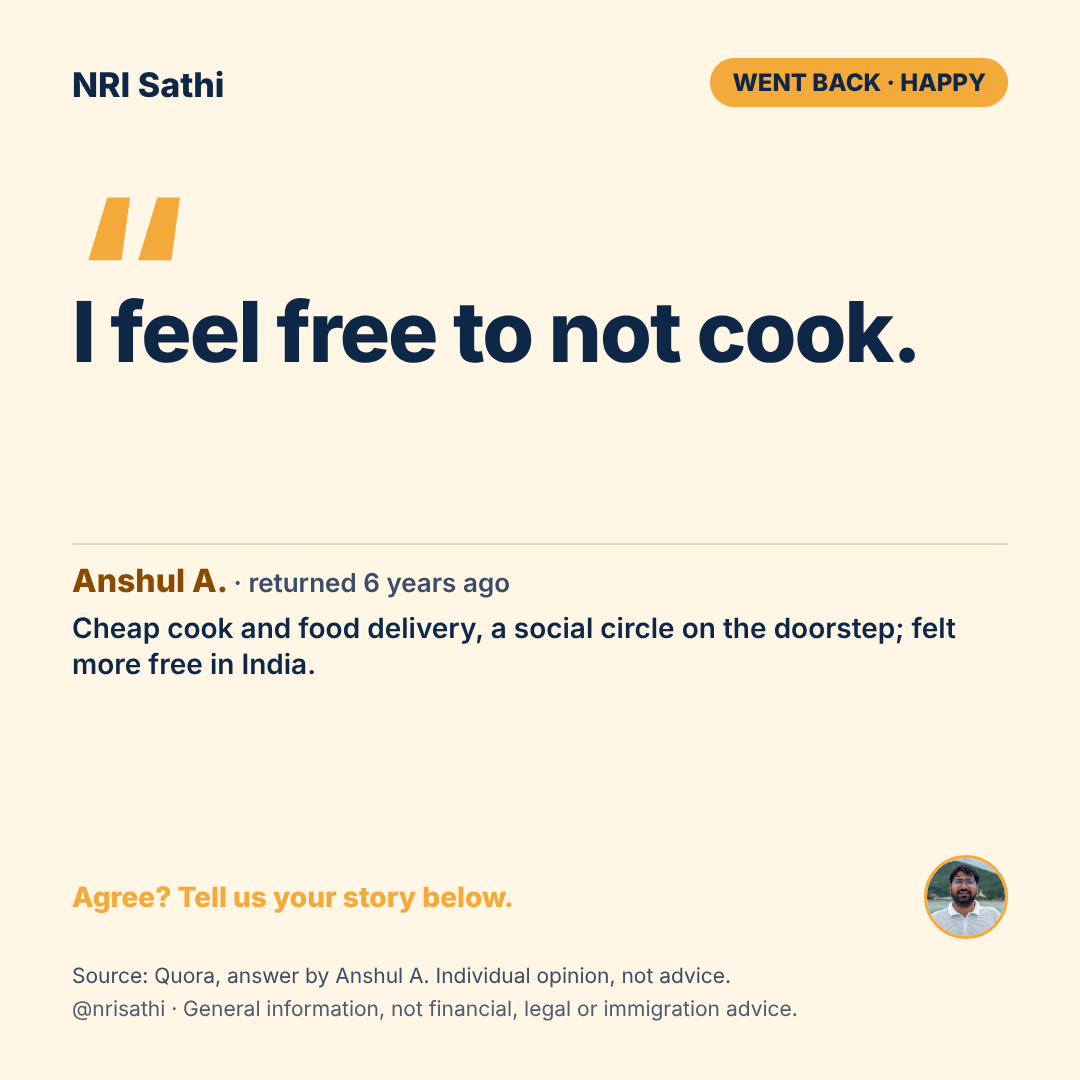 NRI Sathi
WENT BACK · HAPPY
“
I feel free to not cook.
Anshul A. · returned 6 years ago
Cheap cook and food delivery, a social circle on the doorstep; felt
more free in India.
Agree? Tell us your story below.
Source: Quora, answer by Anshul A. Individual opinion, not advice.
@nrisathi · General information, not financial, legal or immigration advice.